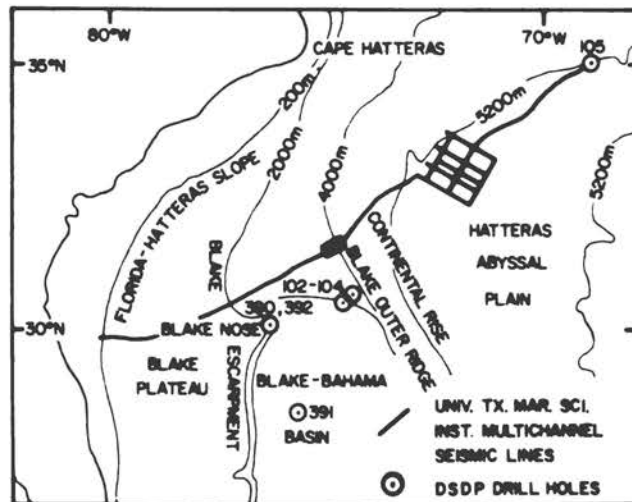 80°W
70°W
105
35°N
CAPE HATTERAS
200m.
2000m
4000m
5200m
5200m
FLORIDA-HATTERAS SLOPE
HATTERAS
ABYSSAL
PLAIN
CONTINENTAL RISE
BLAKE OUTER RIDGE
BLAKE
ESCARPMENT
102-104
390, 392
30°N
BLAKE NOSE
BLAKE
PLATEAU
BLAKE-BAHAMA
391
BASIN
UNIV. TX. MAR. SCI.
INST. MULTICHANNEL
SEISMIC LINES
DSDP DRILL HOLES